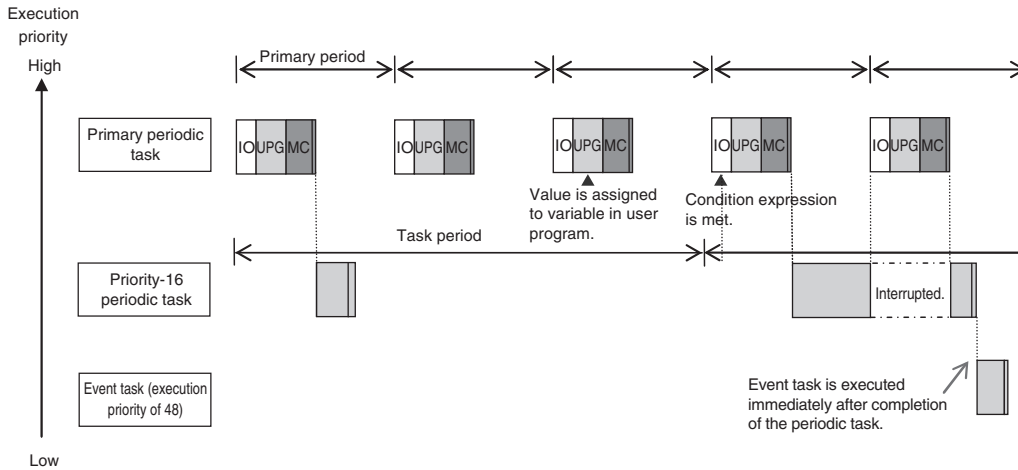 Execution
priority
High
Primary period
Primary periodic
task
IO UPG MC
IO UPG MC
IO UPG MC
IO UPG MC
IO UPG MC
Value is assigned
to variable in user
program.
Condition expression
is met.
Task period
Priority-16
periodic task
Interrupted.
Event task (execution
priority of 48)
Event task is executed
immediately after completion
of the periodic task.
Low